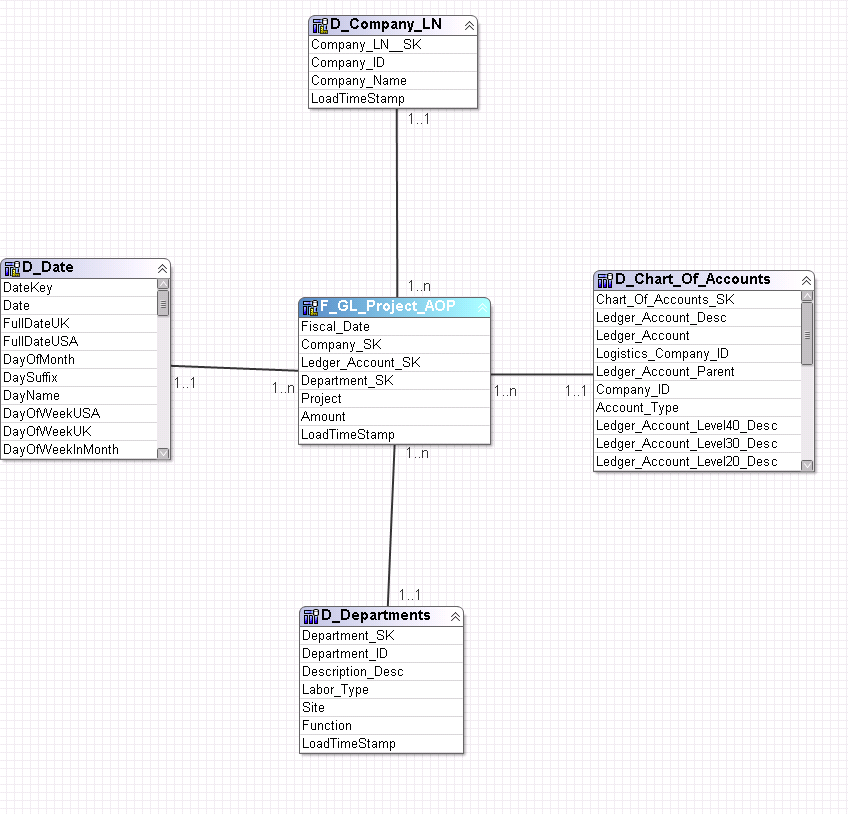 D_Company_LN
Company_LN__SK
Company_ID
Company_Name
LoadTimeStamp
1..1
1..n
D_Date
DateKey
Date
FullDateUK
FullDateUSA
DayOfMonth
DaySuffix
DayName
DayOfWeekUSA
DayOfWeekUK
DayOfWeekInMonth
1..1
1..n
F_GL_Project_AOP
Fiscal_Date
Company_SK
Ledger_Account_SK
Department_SK
Project
Amount
LoadTimeStamp
1..n
1..1
D_Chart_Of_Accounts
Chart_Of_Accounts_SK
Ledger_Account_Desc
Ledger_Account
Logistics_Company_ID
Ledger_Account_Parent
Company_ID
Account_Type
Ledger_Account_Level40_Desc
Ledger_Account_Level30_Desc
Ledger_Account_Level20_Desc
1..n
1..1
D_Departments
Department_SK
Department_ID
Description_Desc
Labor_Type
Site
Function
LoadTimeStamp